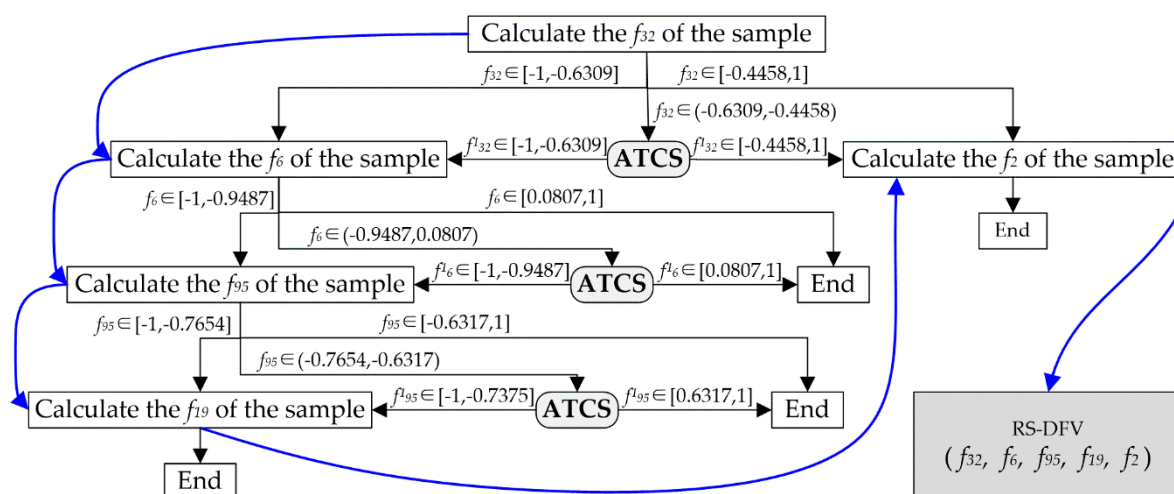 Calculate the f32 of the sample
f32∈[-1,-0.6309]
f32∈[-0.4458,1]
f32∈(-0.6309,-0.4458)
Calculate the f6 of the sample
f¹32∈[-1,-0.6309]
ATCS
f¹32∈[-0.4458,1]
Calculate the f2 of the sample
f6∈[-1,-0.9487]
f6∈[0.0807,1]
End
f6∈(-0.9487,0.0807)
Calculate the f95 of the sample
f¹6∈[-1,-0.9487]
ATCS
f¹6∈[0.0807,1]
End
f95∈[-1,-0.7654]
f95∈[-0.6317,1]
f95∈(-0.7654,-0.6317)
Calculate the f19 of the sample
f¹95∈[-1,-0.7375]
ATCS
f¹95∈[0.6317,1]
End
RS-DFV
(f32, f6, f95, f19, f2)
End